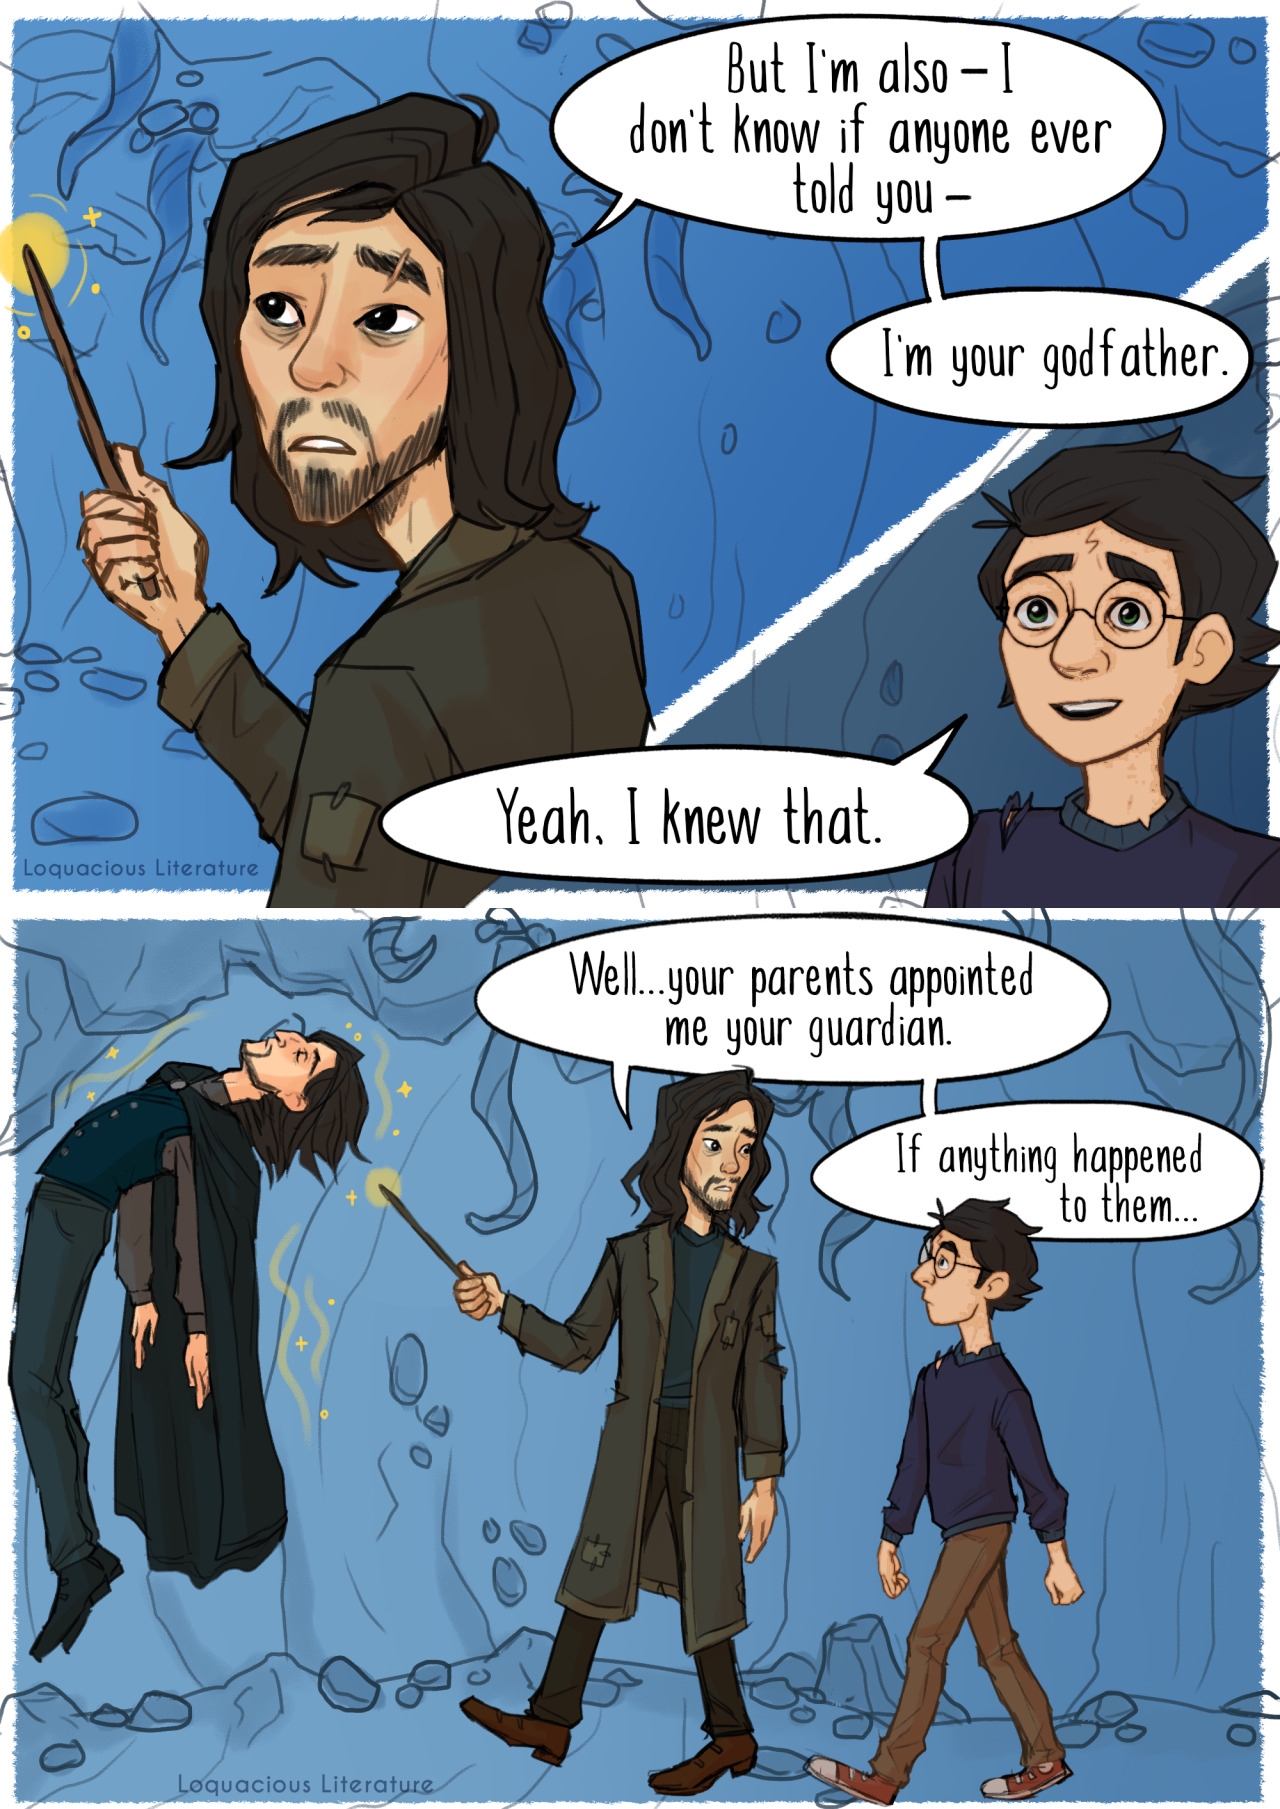 But I'm also – I
don't know if anyone ever
told you –
I'm your godfather.
Yeah, I knew that.
Loquacious Literature
Well...your parents appointed
me your guardian.
If anything happened
to them...
Loquacious Literature